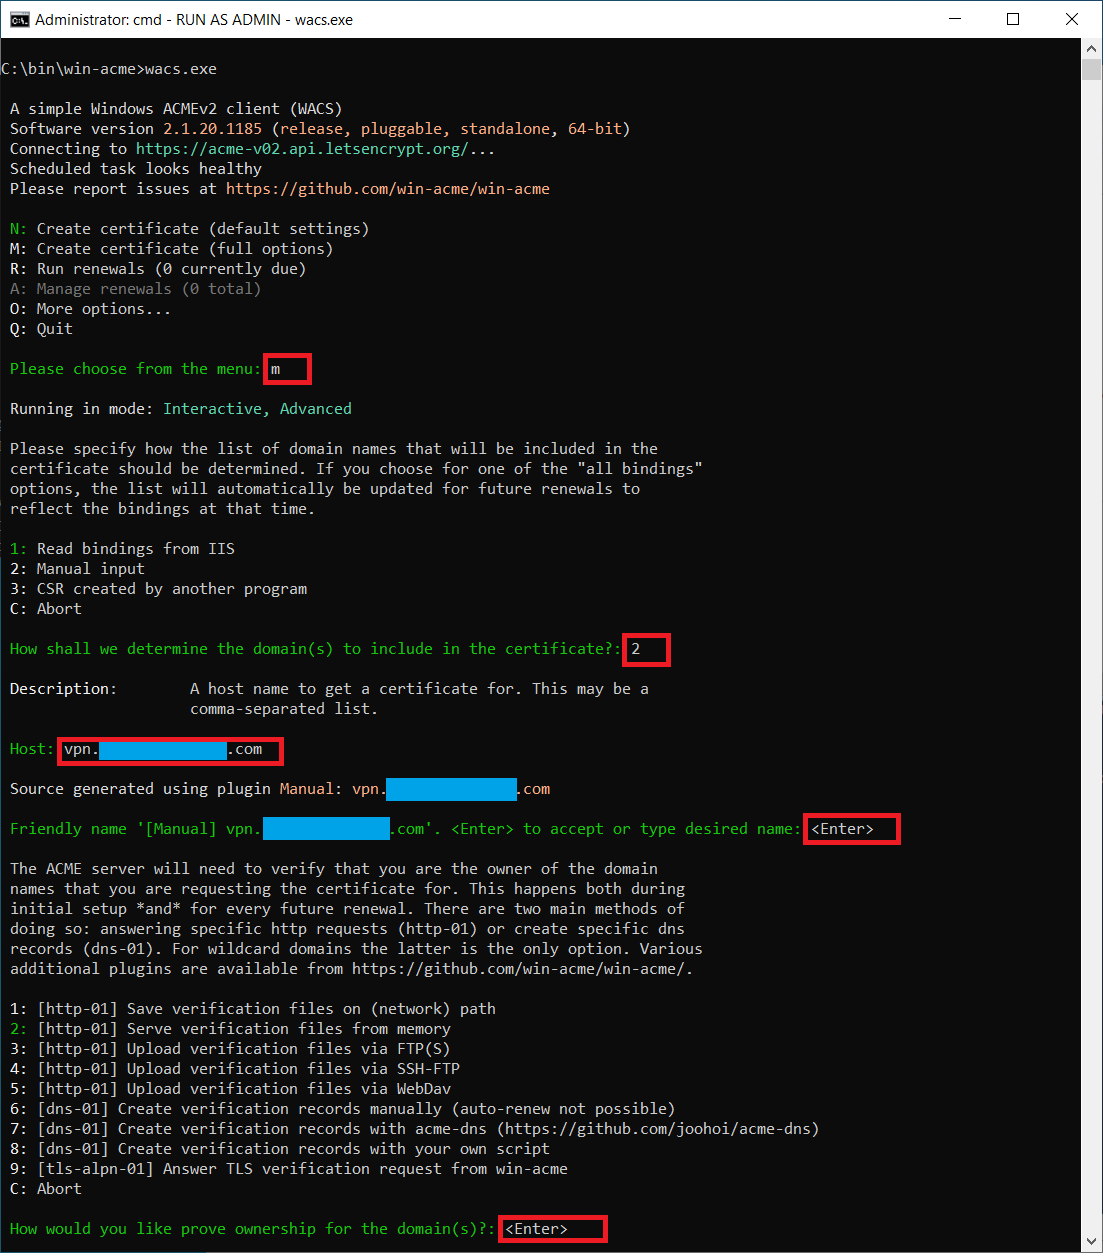 Administrator: cmd - RUN AS ADMIN - wacs.exe
C:\bin\win-acme>wacs.exe
A simple Windows ACMEv2 client (WACS)
Software version 2.1.20.1185 (release, pluggable, standalone, 64-bit)
Connecting to https://acme-v02.api.letsencrypt.org/...
Scheduled task looks healthy
Please report issues at https://github.com/win-acme/win-acme
N: Create certificate (default settings)
M: Create certificate (full options)
R: Run renewals (0 currently due)
A: Manage renewals (0 total)
O: More options...
Q: Quit
Please choose from the menu: m
Running in mode: Interactive, Advanced
Please specify how the list of domain names that will be included in the
certificate should be determined. If you choose for one of the "all bindings"
options, the list will automatically be updated for future renewals to
reflect the bindings at that time.
1: Read bindings from IIS
2: Manual input
3: CSR created by another program
C: Abort
How shall we determine the domain(s) to include in the certificate?: 2
Description: A host name to get a certificate for. This may be a
comma-separated list.
Host: vpn. .com
Source generated using plugin Manual: vpn. .com
Friendly name '[Manual] vpn. .com'. <Enter> to accept or type desired name: <Enter>
The ACME server will need to verify that you are the owner of the domain
names that you are requesting the certificate for. This happens both during
initial setup *and* for every future renewal. There are two main methods of
doing so: answering specific http requests (http-01) or create specific dns
records (dns-01). For wildcard domains the latter is the only option. Various
additional plugins are available from https://github.com/win-acme/win-acme/.
1: [http-01] Save verification files on (network) path
2: [http-01] Serve verification files from memory
3: [http-01] Upload verification files via FTP(S)
4: [http-01] Upload verification files via SSH-FTP
5: [http-01] Upload verification files via WebDav
6: [dns-01] Create verification records manually (auto-renew not possible)
7: [dns-01] Create verification records with acme-dns (https://github.com/joohoi/acme-dns)
8: [dns-01] Create verification records with your own script
9: [tls-alpn-01] Answer TLS verification request from win-acme
C: Abort
How would you like prove ownership for the domain(s)?: <Enter>